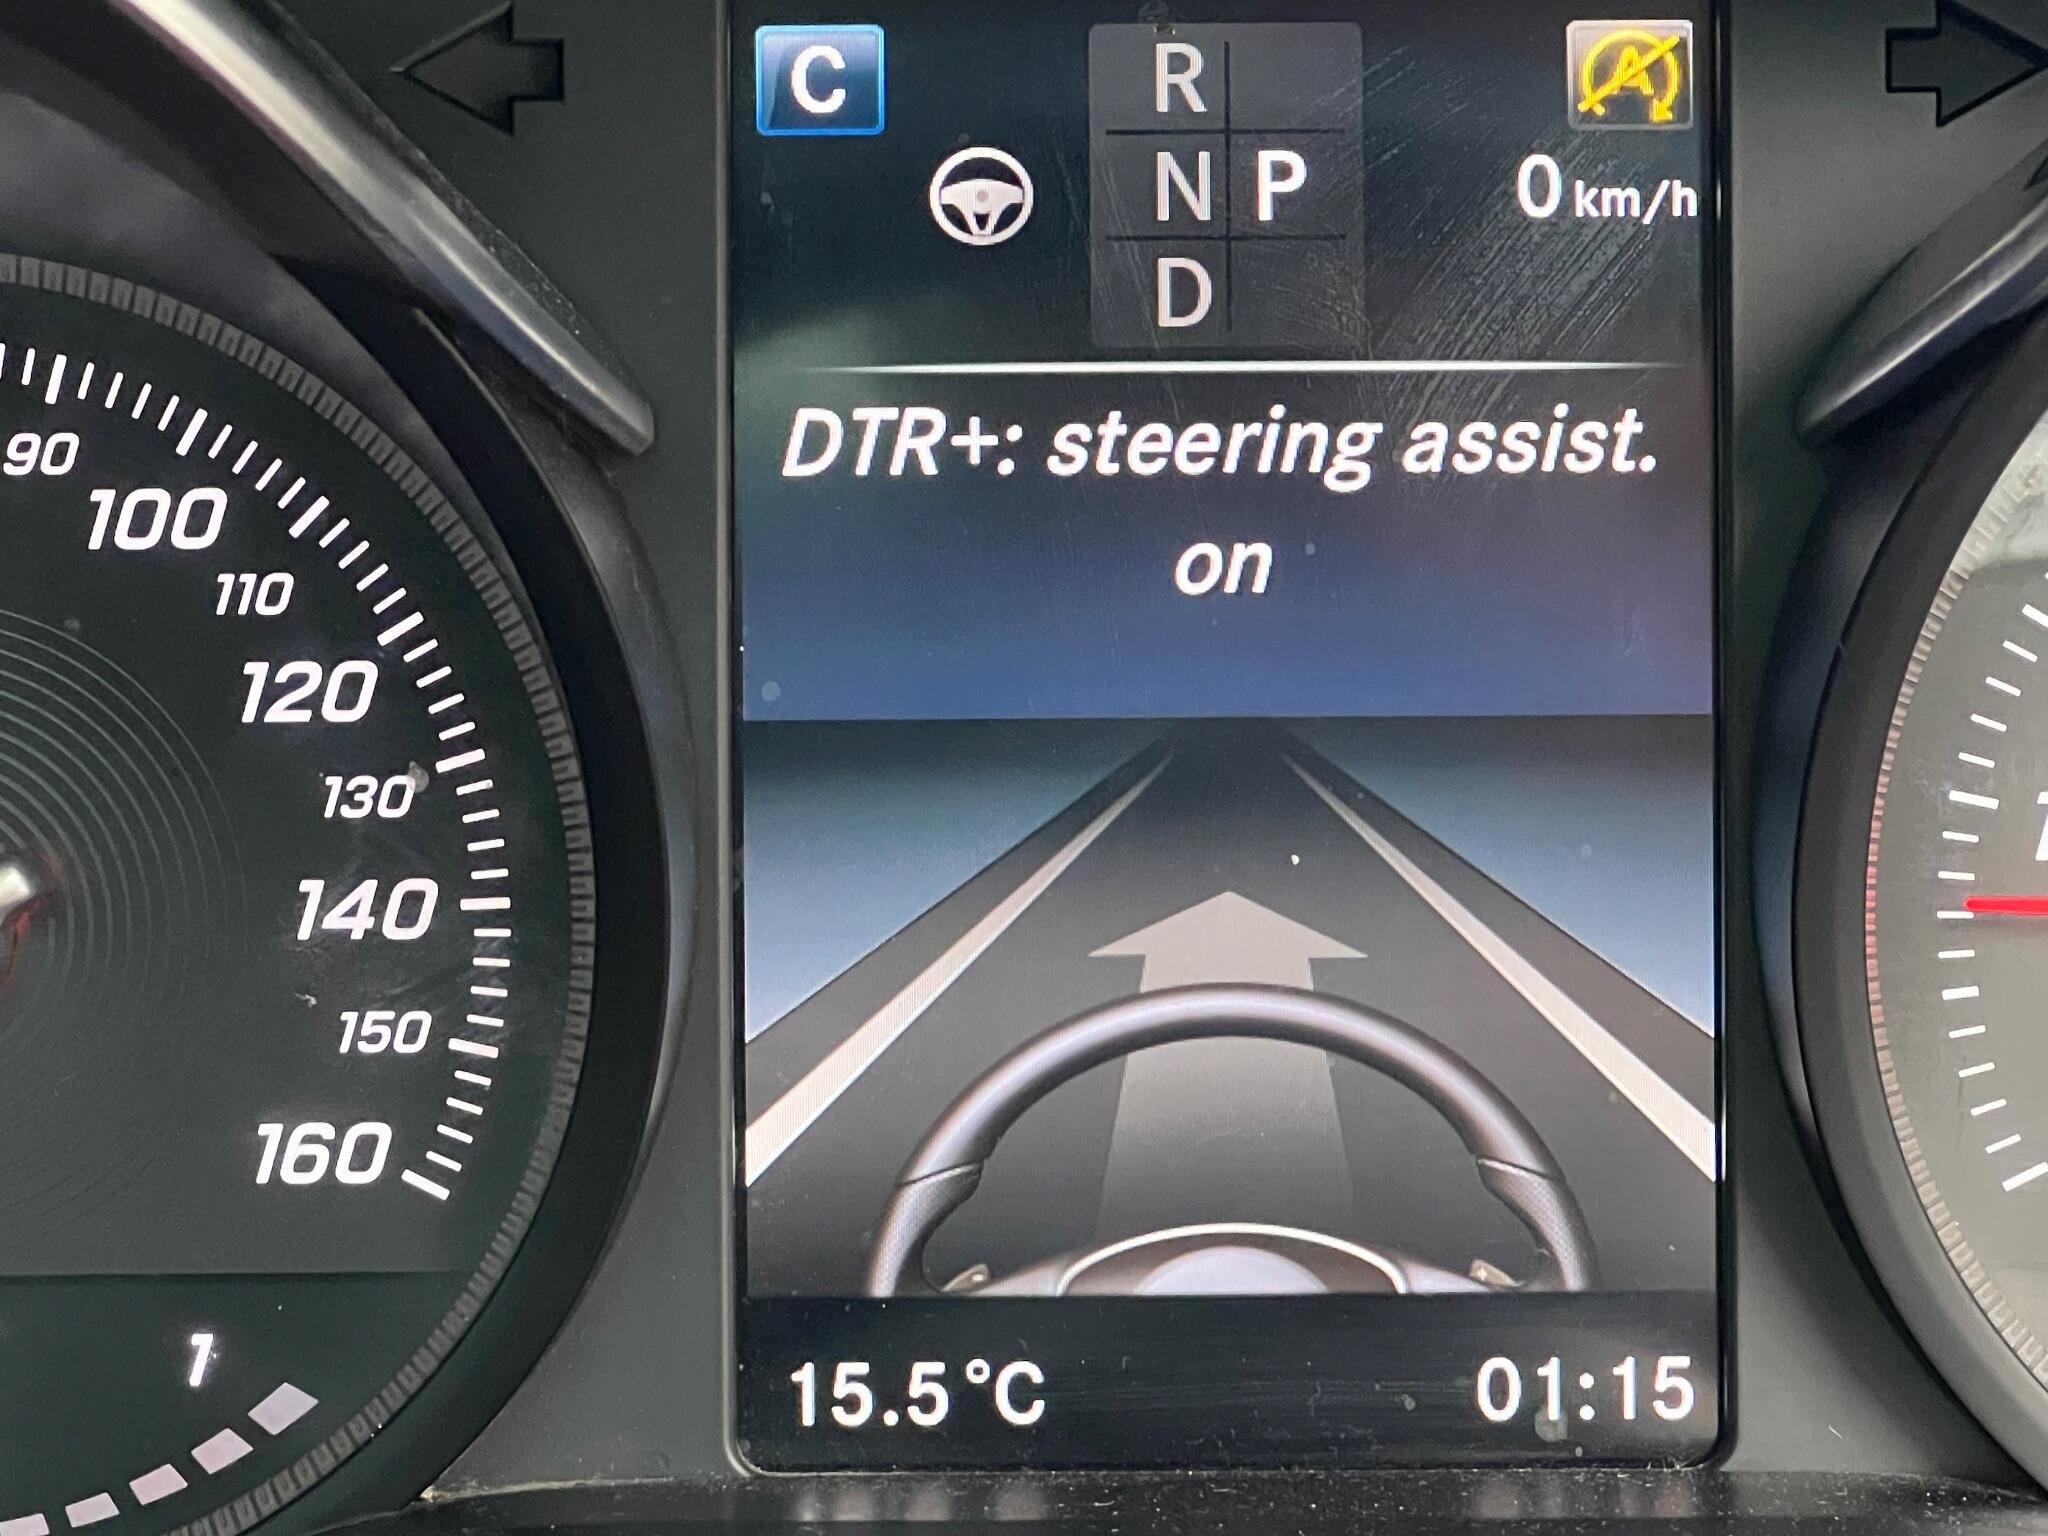 C
R
N P
D
0 km/h
DTR+: steering assist.
on
90
100
110
120
130
140
150
160
1
15.5°C
01:15